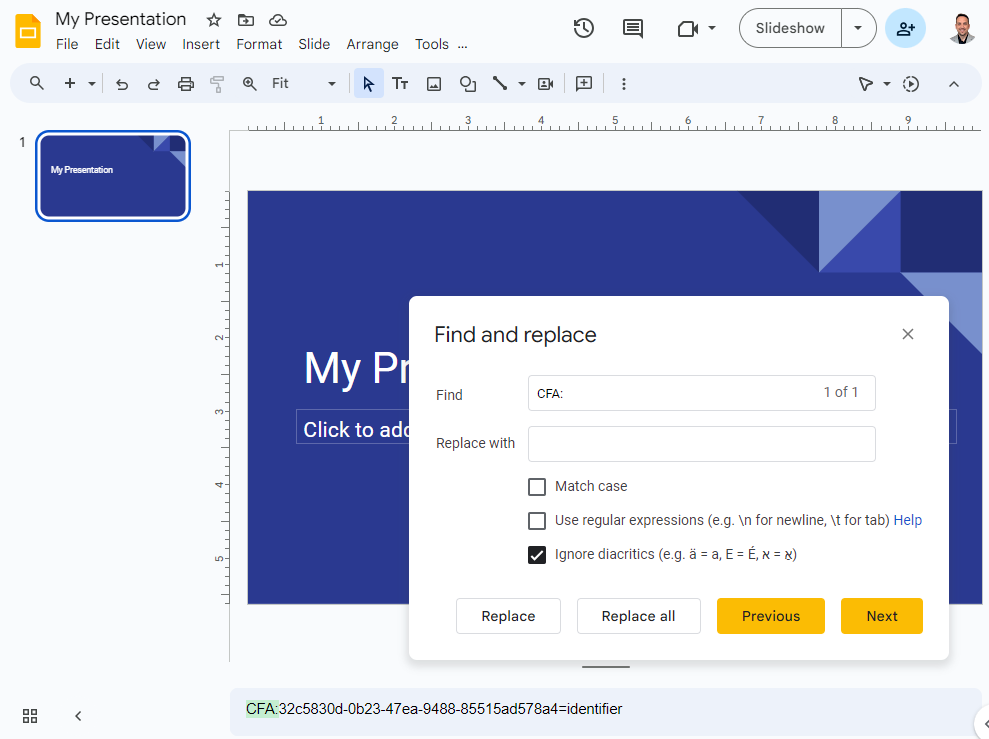 My Presentation
File Edit View Insert Format Slide Arrange Tools ...
Slideshow
Fit
1 2 3 4 5 6 7 8 9
1
My Presentation
1
2
3
4
5
My Pr
Click to add
Find and replace
Find CFA: 1 of 1
Replace with
Match case
Use regular expressions (e.g. \n for newline, \t for tab) Help
Ignore diacritics (e.g. ä = a, E = É, א = אַ)
Replace Replace all Previous Next
CFA:32c5830d-0b23-47ea-9488-85515ad578a4=identifier